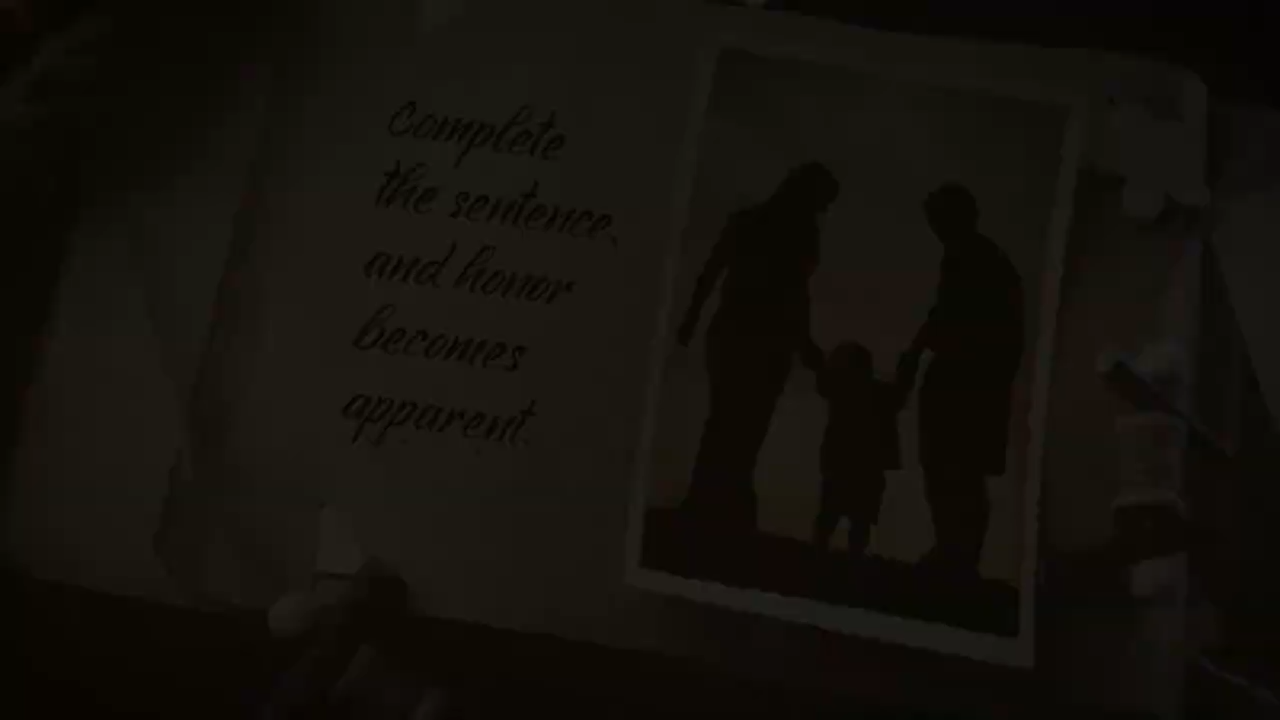 Complete
the sentence,
and honor
becomes
apparent.